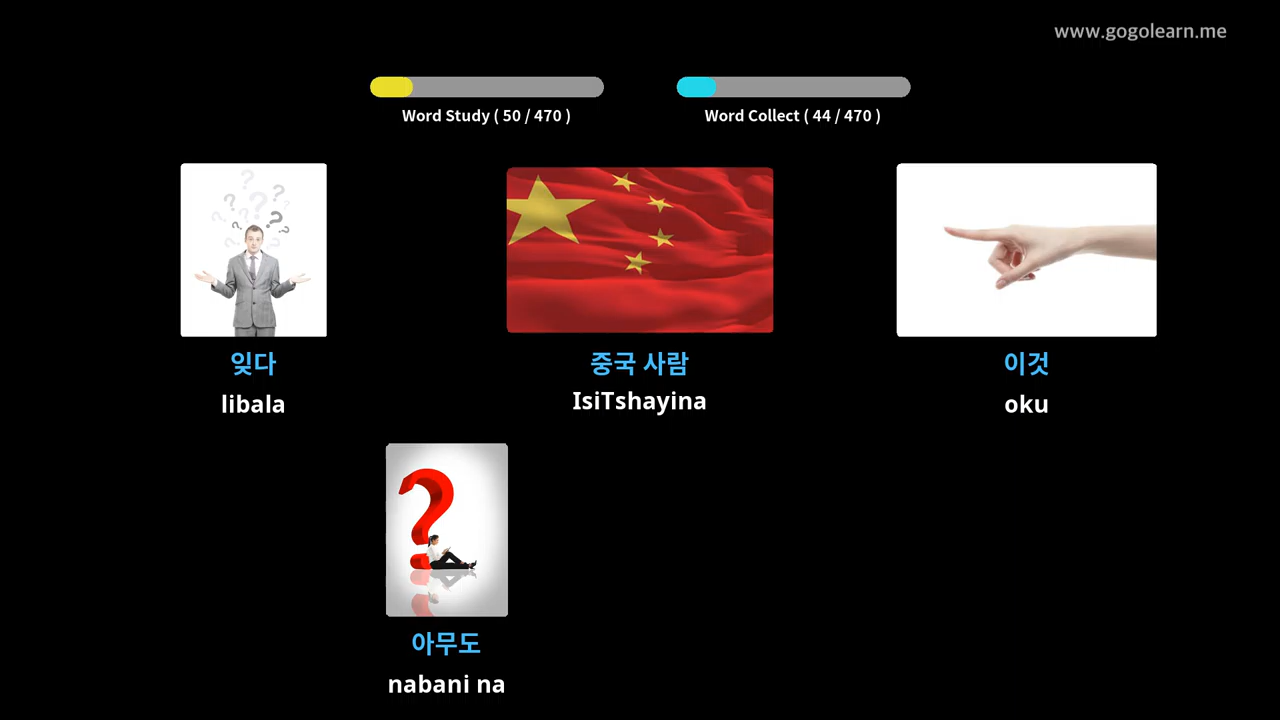 www.gogolearn.me
Word Study ( 50 / 470 )
Word Collect ( 44 / 470 )
잊다
libala
중국 사람
IsiTshayina
이것
oku
아무도
nabani na